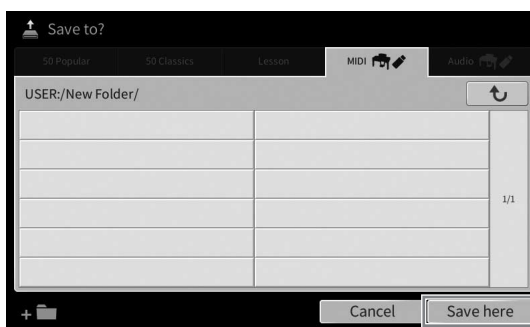 Save to?
50 Popular 50 Classics Lesson MIDI Audio
USER:/New Folder/
1/1
+ Cancel Save here